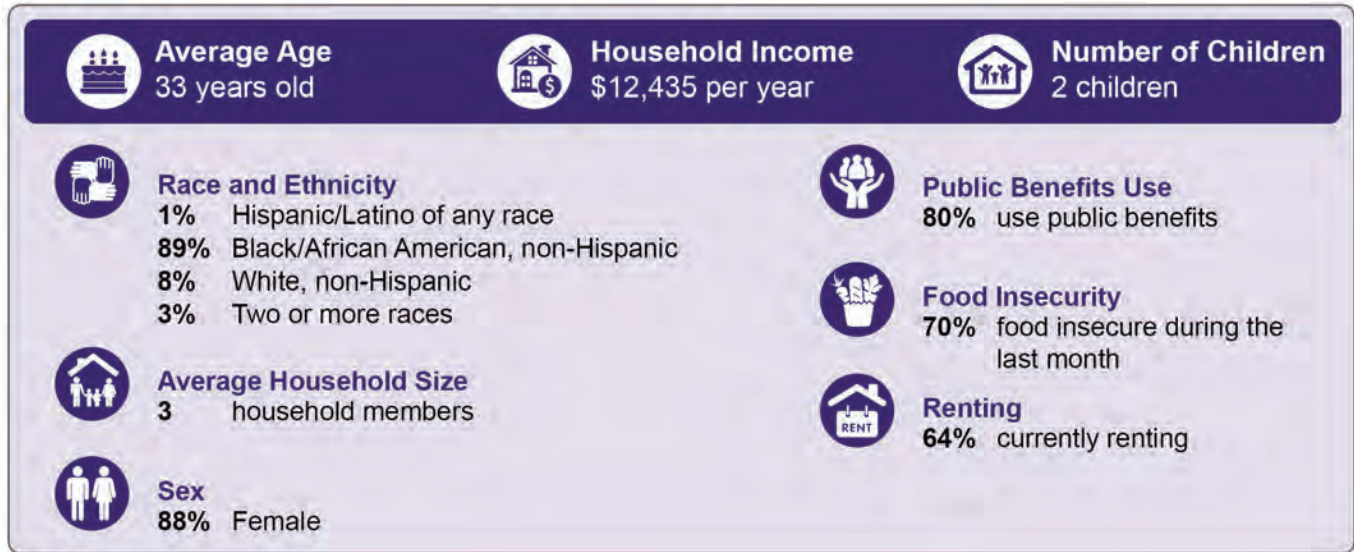 Average Age
33 years old
Household Income
$12,435 per year
Number of Children
2 children
Race and Ethnicity
1% Hispanic/Latino of any race
89% Black/African American, non-Hispanic
8% White, non-Hispanic
3% Two or more races
Average Household Size
3 household members
Sex
88% Female
Public Benefits Use
80% use public benefits
Food Insecurity
70% food insecure during the
last month
RENT
Renting
64% currently renting